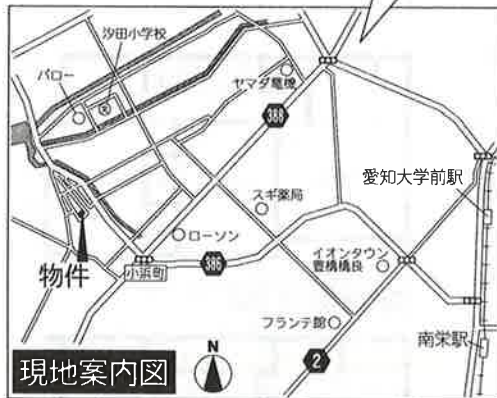 汐田小学校
バロー
文
ヤマダ電機
388
愛知大学前駅
スギ薬局
ローソン
物件
小浜町
386
イオンタウン
豊橋橋良
フランテ館
南栄駅
2
N
現地案内図